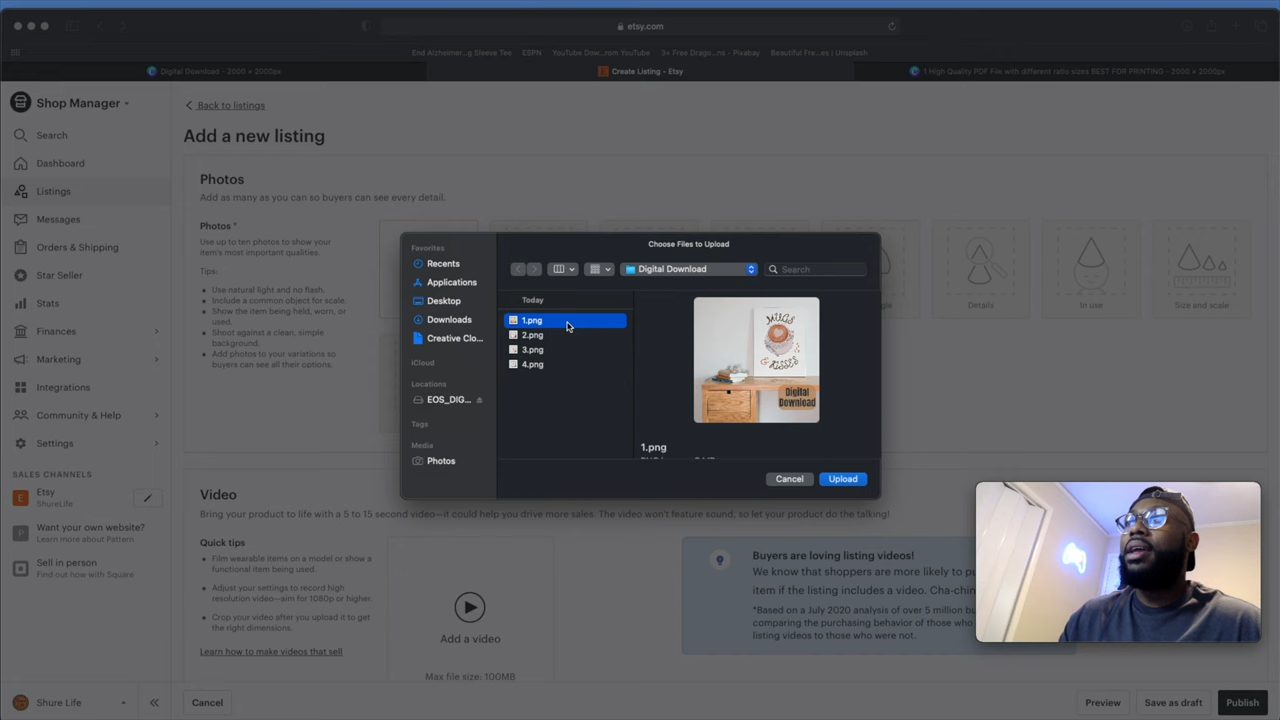 etsy.com
End Alzheimer...g Sleeve Tee
ESPN
YouTube Dow...rom YouTube
3+ Free Drago...ns - Pixabay
Beautiful Fre...es | Unsplash
Digital Download - 2000 × 2000px
Create Listing - Etsy
1 High Quality PDF File with different ratio sizes BEST FOR PRINTING - 2000 × 2000px
Shop Manager
Search
Dashboard
Listings
Messages
Orders & Shipping
Star Seller
Stats
Finances
Marketing
Integrations
Community & Help
Settings
SALES CHANNELS
Etsy
ShureLife
Want your own website?
Learn more about Pattern
Sell in person
Find out how with Square
Shure Life
Back to listings
Add a new listing
Photos
Add as many as you can so buyers can see every detail.
Photos *
Use up to ten photos to show your
item's most important qualities.
Tips:
Use natural light and no flash.
Include a common object for scale.
Show the item being held, worn, or
used.
Shoot against a clean, simple
background.
Add photos to your variations so
buyers can see all their options.
Details
In use
Size and scale
Choose Files to Upload
Favorites
Recents
Applications
Desktop
Downloads
Creative Clo...
iCloud
Locations
EOS_DIG...
Tags
Media
Photos
Digital Download
Search
Today
1.png
2.png
3.png
4.png
MUGS
& KISSES
Digital
Download
1.png
Cancel
Upload
Video
Bring your product to life with a 5 to 15 second video—it could help you drive more sales. The video won't feature sound, so let your product do the talking!
Quick tips
Film wearable items on a model or show a
functional item being used.
Adjust your settings to record high
resolution video—aim for 1080p or higher.
Crop your video after you upload it to get
the right dimensions.
Learn how to make videos that sell
Add a video
Max file size: 100MB
Buyers are loving listing videos!
We know that shoppers are more likely to
item if the listing includes a video. Cha-chin
*Based on a July 2020 analysis of over 5 million
comparing the purchasing behavior of those who
listing videos to those who were not.
Cancel
Preview
Save as draft
Publish